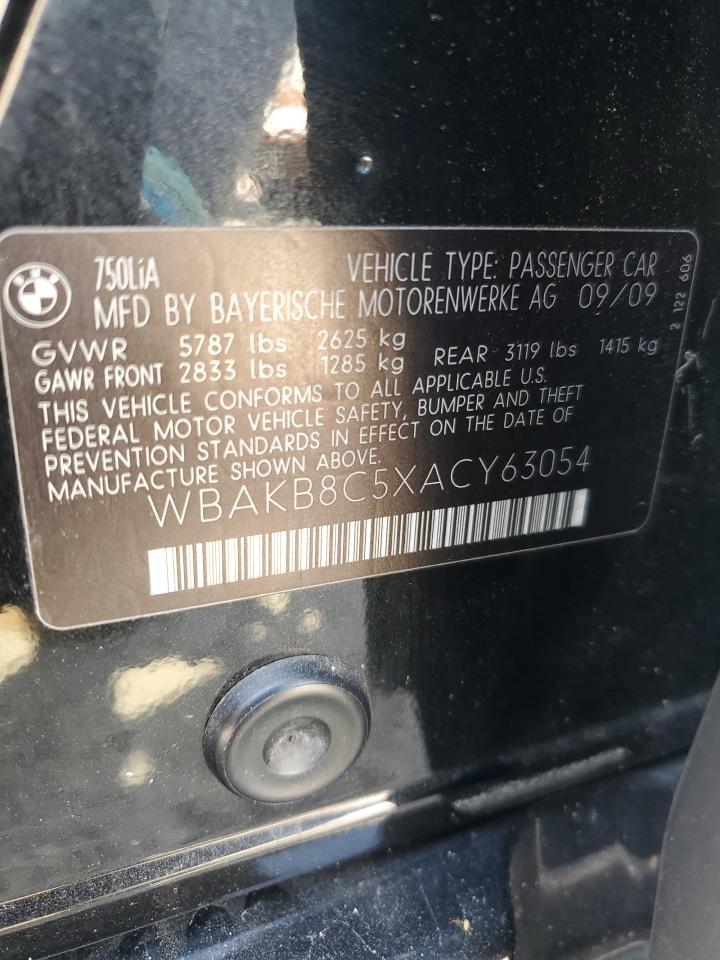 BMW
750LiA VEHICLE TYPE: PASSENGER CAR
MFD BY BAYERISCHE MOTORENWERKE AG 09/09
GVWR 5787 lbs 2625 kg
GAWR FRONT 2833 lbs 1285 kg REAR 3119 lbs 1415 kg
THIS VEHICLE CONFORMS TO ALL APPLICABLE U.S.
FEDERAL MOTOR VEHICLE SAFETY, BUMPER AND THEFT
PREVENTION STANDARDS IN EFFECT ON THE DATE OF
MANUFACTURE SHOWN ABOVE.
WBAKB8C5XACY63054
2 122 606